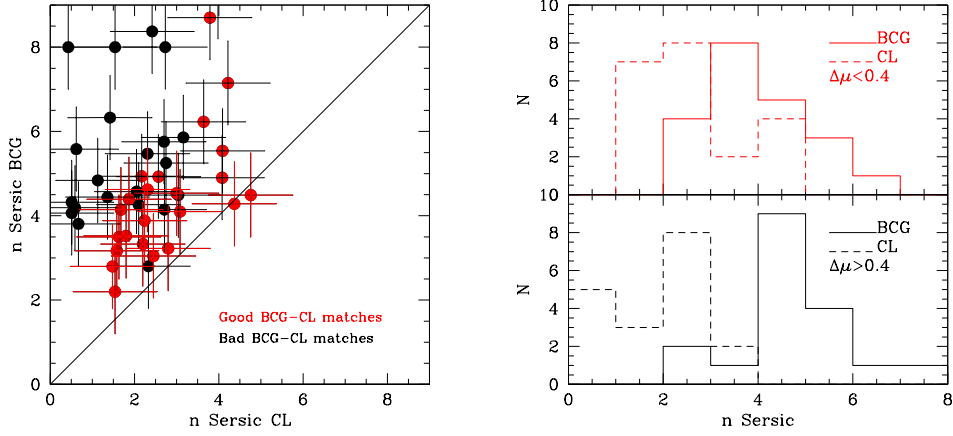 8
6
4
2
0
n Sersic BCG
Good BCG-CL matches
Bad BCG-CL matches
0 2 4 6 8
n Sersic CL
10
8
6
4
2
N
BCG
CL
Δμ<0.4
10
8
6
4
2
0
N
BCG
CL
Δμ>0.4
0 2 4 6 8
n Sersic